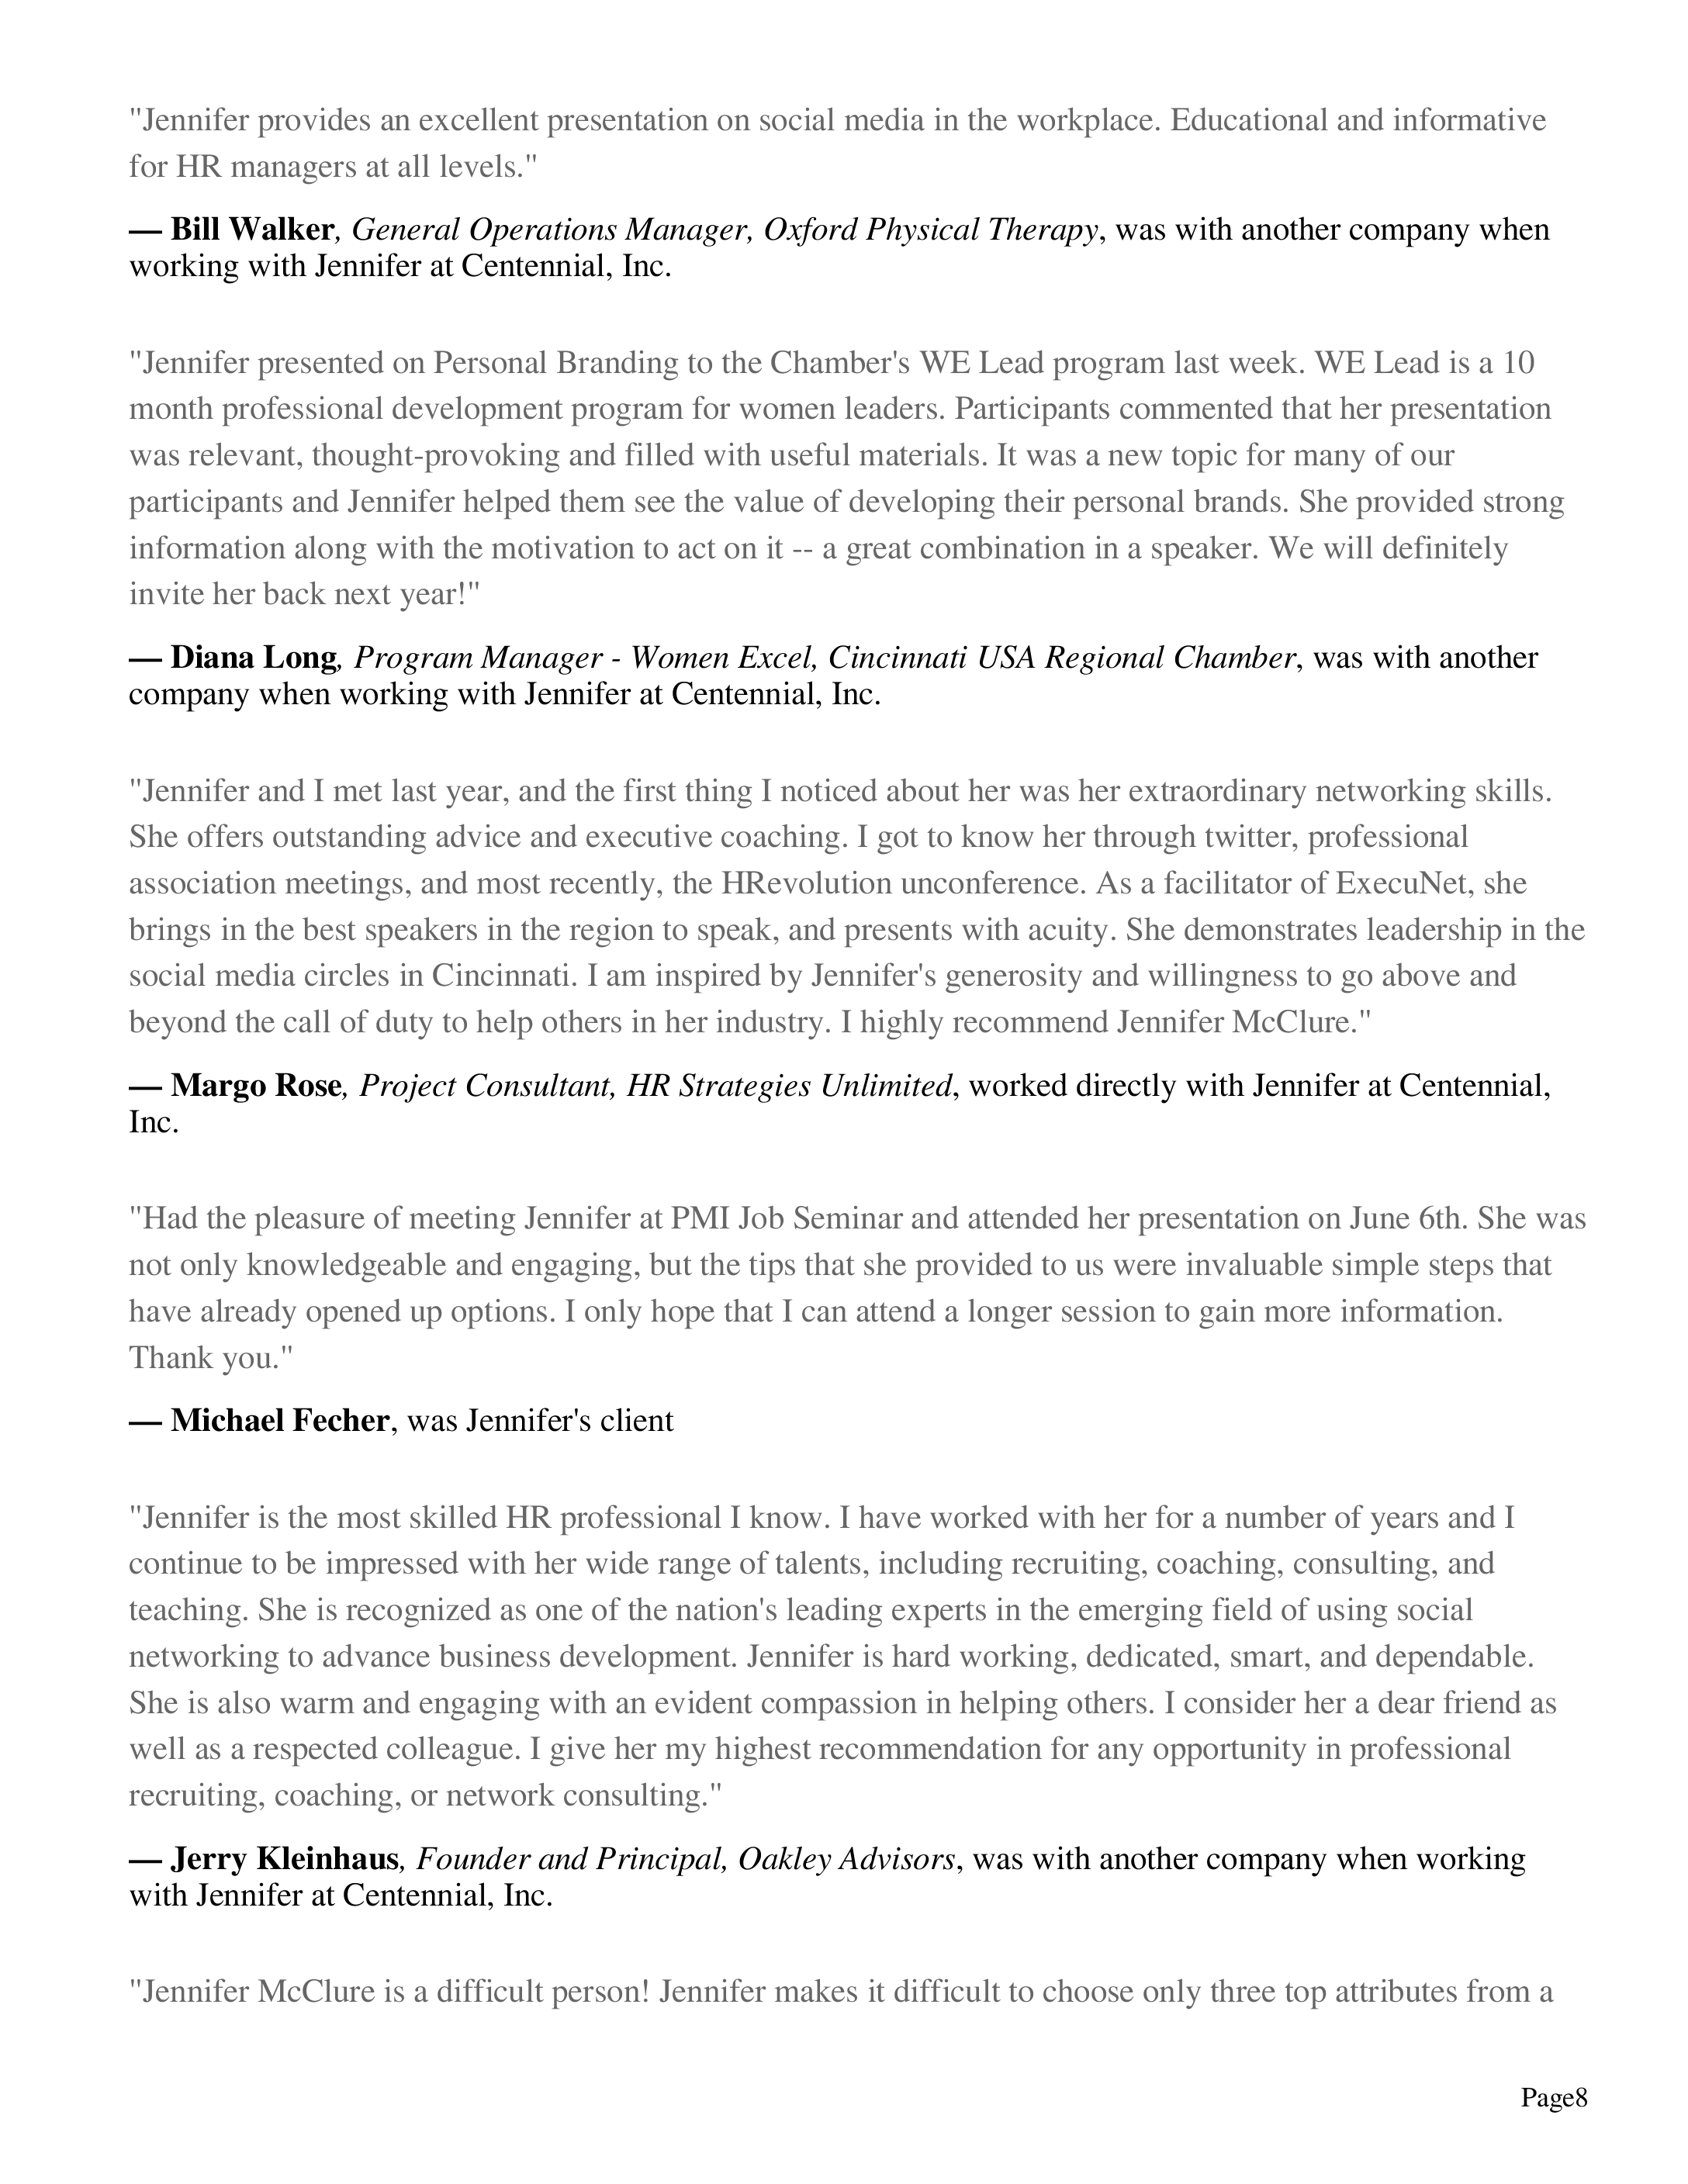 "Jennifer provides an excellent presentation on social media in the workplace. Educational and informative
for HR managers at all levels."
— Bill Walker, General Operations Manager, Oxford Physical Therapy, was with another company when
working with Jennifer at Centennial, Inc.
"Jennifer presented on Personal Branding to the Chamber's WE Lead program last week. WE Lead is a 10
month professional development program for women leaders. Participants commented that her presentation
was relevant, thought-provoking and filled with useful materials. It was a new topic for many of our
participants and Jennifer helped them see the value of developing their personal brands. She provided strong
information along with the motivation to act on it -- a great combination in a speaker. We will definitely
invite her back next year!"
— Diana Long, Program Manager - Women Excel, Cincinnati USA Regional Chamber, was with another
company when working with Jennifer at Centennial, Inc.
"Jennifer and I met last year, and the first thing I noticed about her was her extraordinary networking skills.
She offers outstanding advice and executive coaching. I got to know her through twitter, professional
association meetings, and most recently, the HRevolution unconference. As a facilitator of ExecuNet, she
brings in the best speakers in the region to speak, and presents with acuity. She demonstrates leadership in the
social media circles in Cincinnati. I am inspired by Jennifer's generosity and willingness to go above and
beyond the call of duty to help others in her industry. I highly recommend Jennifer McClure."
— Margo Rose, Project Consultant, HR Strategies Unlimited, worked directly with Jennifer at Centennial,
Inc.
"Had the pleasure of meeting Jennifer at PMI Job Seminar and attended her presentation on June 6th. She was
not only knowledgeable and engaging, but the tips that she provided to us were invaluable simple steps that
have already opened up options. I only hope that I can attend a longer session to gain more information.
Thank you."
— Michael Fecher, was Jennifer's client
"Jennifer is the most skilled HR professional I know. I have worked with her for a number of years and I
continue to be impressed with her wide range of talents, including recruiting, coaching, consulting, and
teaching. She is recognized as one of the nation's leading experts in the emerging field of using social
networking to advance business development. Jennifer is hard working, dedicated, smart, and dependable.
She is also warm and engaging with an evident compassion in helping others. I consider her a dear friend as
well as a respected colleague. I give her my highest recommendation for any opportunity in professional
recruiting, coaching, or network consulting."
— Jerry Kleinhaus, Founder and Principal, Oakley Advisors, was with another company when working
with Jennifer at Centennial, Inc.
"Jennifer McClure is a difficult person! Jennifer makes it difficult to choose only three top attributes from a
Page8